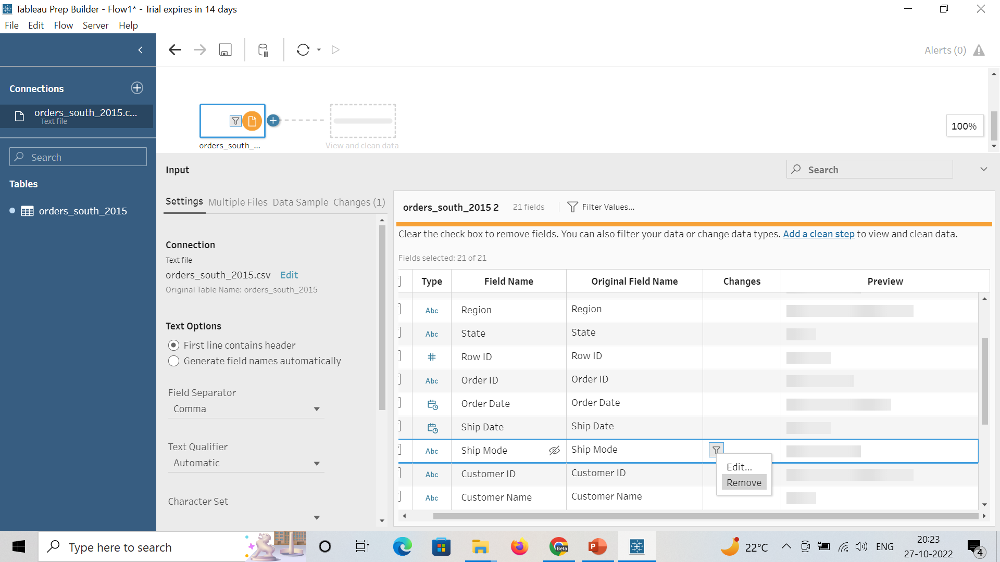 Tableau Prep Builder - Flow1* - Trial expires in 14 days
File Edit Flow Server Help
Alerts (0)
Connections
orders_south_2015.c...
Text file
Search
Tables
orders_south_2015
orders_south_...
View and clean data
100%
Input
Search
Settings Multiple Files Data Sample Changes (1)
Connection
Text file
orders_south_2015.csv Edit
Original Table Name: orders_south_2015
Text Options
First line contains header
Generate field names automatically
Field Separator
Comma
Text Qualifier
Automatic
Character Set
orders_south_2015 2 21 fields Filter Values...
Clear the check box to remove fields. You can also filter your data or change data types. Add a clean step to view and clean data.
Fields selected: 21 of 21
Type Field Name Original Field Name Changes Preview
Abc Region Region
Abc State State
# Row ID Row ID
Abc Order ID Order ID
Order Date Order Date
Ship Date Ship Date
Abc Ship Mode Ship Mode
Edit...
Abc Customer ID Customer ID
Remove
Abc Customer Name Customer Name
Type here to search
Beta
P
22°C
ENG
20:23
27-10-2022
4